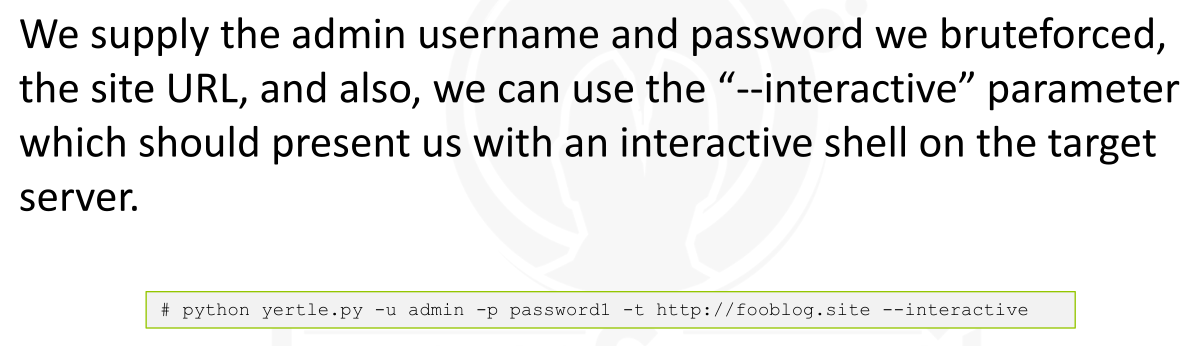 We supply the admin username and password we bruteforced,
the site URL, and also, we can use the “--interactive” parameter
which should present us with an interactive shell on the target
server.
# python yertle.py -u admin -p password1 -t http://fooblog.site --interactive